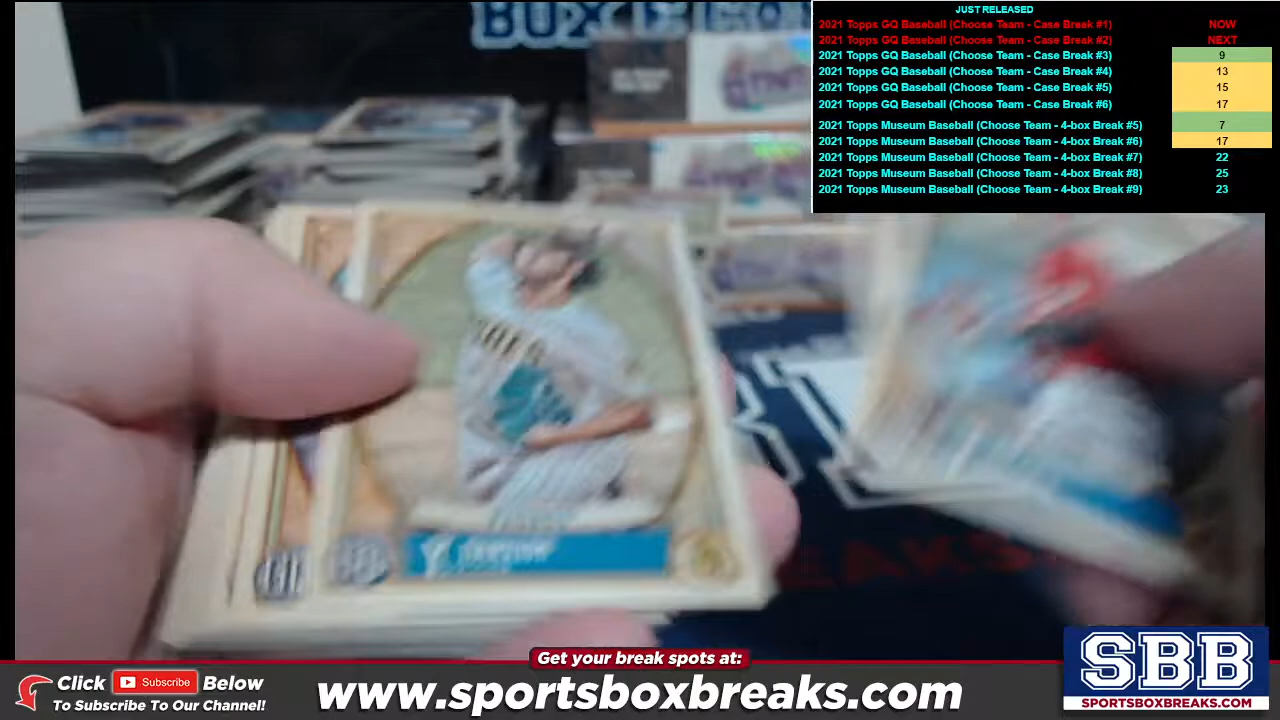 JUST RELEASED
2021 Topps GQ Baseball (Choose Team - Case Break #1) NOW
2021 Topps GQ Baseball (Choose Team - Case Break #2) NEXT
2021 Topps GQ Baseball (Choose Team - Case Break #3) 9
2021 Topps GQ Baseball (Choose Team - Case Break #4) 13
2021 Topps GQ Baseball (Choose Team - Case Break #5) 15
2021 Topps GQ Baseball (Choose Team - Case Break #6) 17
2021 Topps Museum Baseball (Choose Team - 4-box Break #5) 7
2021 Topps Museum Baseball (Choose Team - 4-box Break #6) 17
2021 Topps Museum Baseball (Choose Team - 4-box Break #7) 22
2021 Topps Museum Baseball (Choose Team - 4-box Break #8) 25
2021 Topps Museum Baseball (Choose Team - 4-box Break #9) 23
Get your break spots at:
Click Subscribe Below
To Subscribe To Our Channel!
www.sportsboxbreaks.com
SBB
SPORTSBOXBREAKS.COM